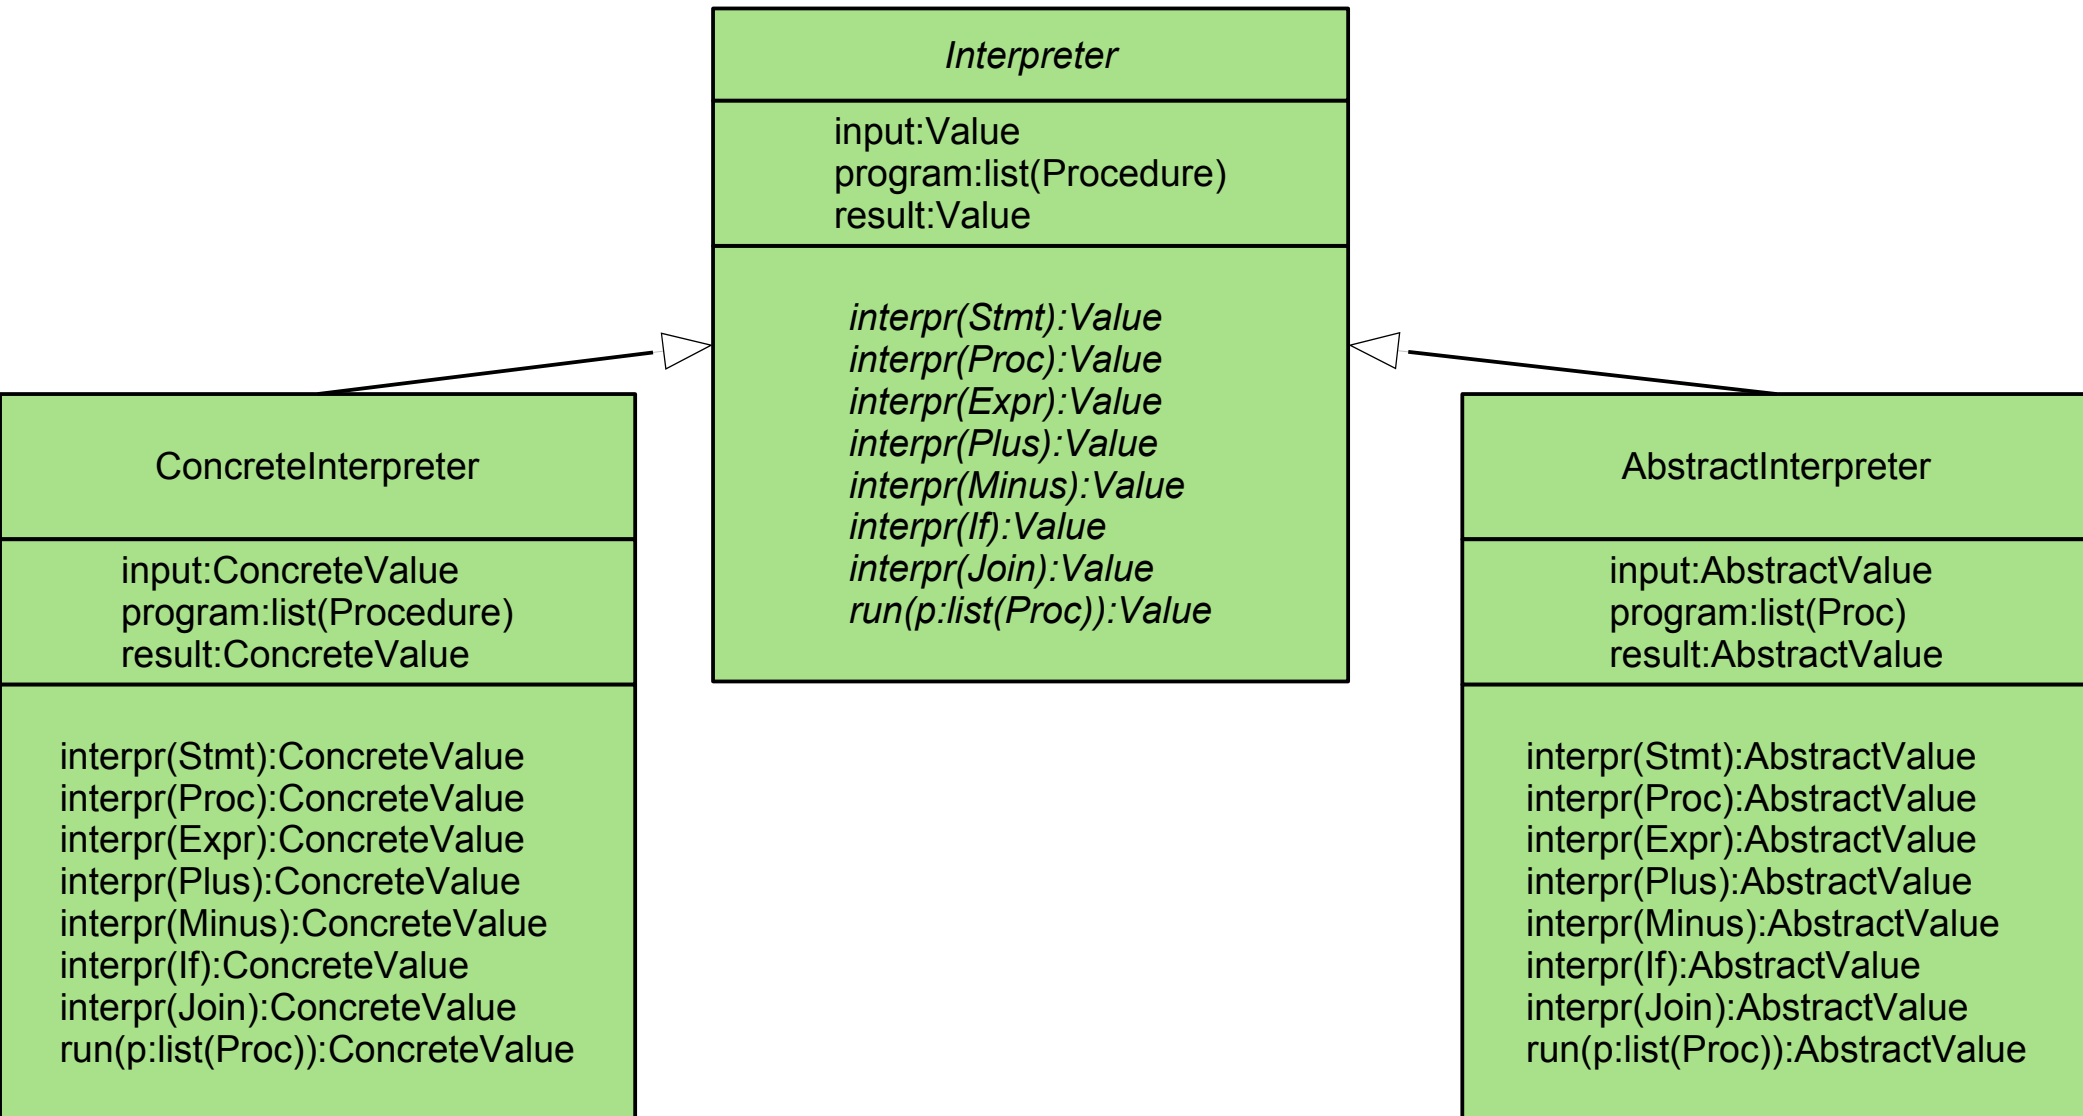 Interpreter
input:Value
program:list(Procedure)
result:Value
interpr(Stmt):Value
interpr(Proc):Value
interpr(Expr):Value
interpr(Plus):Value
interpr(Minus):Value
interpr(If):Value
interpr(Join):Value
run(p:list(Proc)):Value
ConcreteInterpreter
input:ConcreteValue
program:list(Procedure)
result:ConcreteValue
interpr(Stmt):ConcreteValue
interpr(Proc):ConcreteValue
interpr(Expr):ConcreteValue
interpr(Plus):ConcreteValue
interpr(Minus):ConcreteValue
interpr(If):ConcreteValue
interpr(Join):ConcreteValue
run(p:list(Proc)):ConcreteValue
AbstractInterpreter
input:AbstractValue
program:list(Proc)
result:AbstractValue
interpr(Stmt):AbstractValue
interpr(Proc):AbstractValue
interpr(Expr):AbstractValue
interpr(Plus):AbstractValue
interpr(Minus):AbstractValue
interpr(If):AbstractValue
interpr(Join):AbstractValue
run(p:list(Proc)):AbstractValue